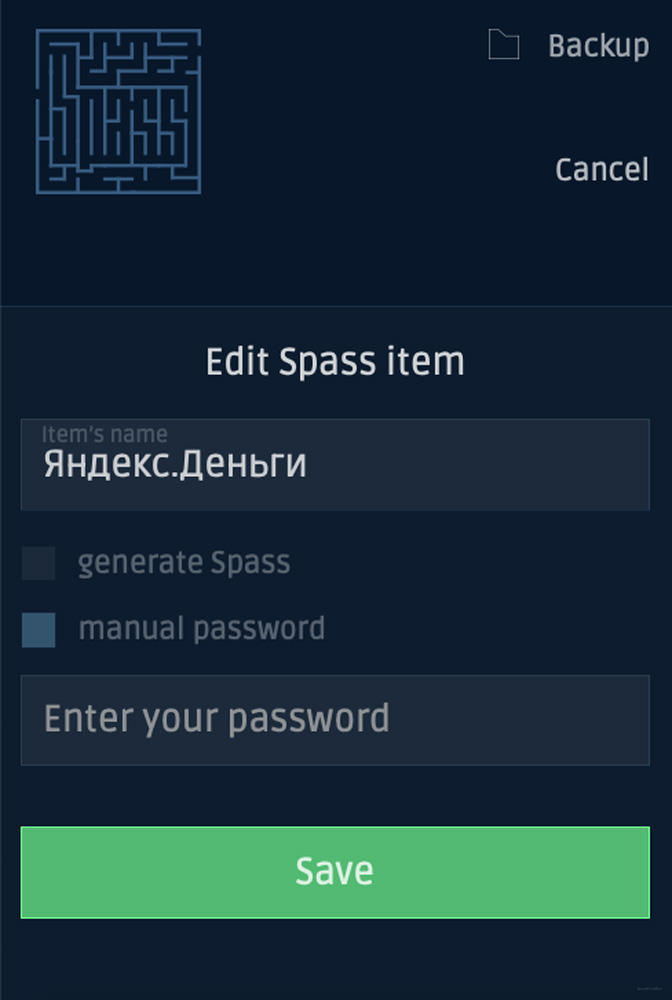 Spass
Backup
Cancel
Edit Spass item
Item's name
Яндекс.Деньги
generate Spass
manual password
Enter your password
Save